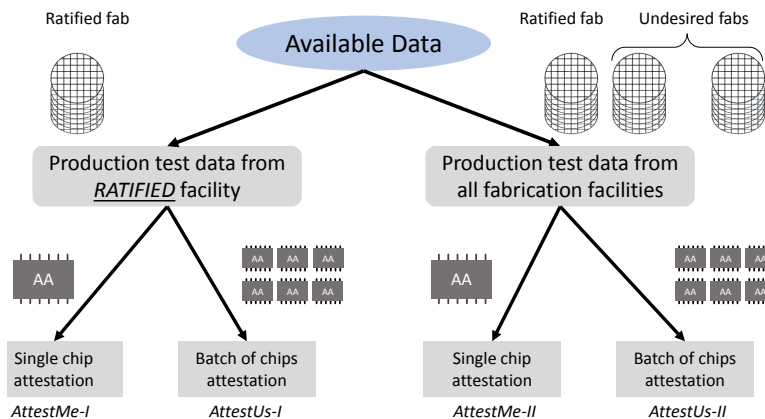 Ratified fab
Available Data
Ratified fab
Undesired fabs
Production test data from
RATIFIED facility
Production test data from
all fabrication facilities
AA
AA AA AA
AA AA AA
AA
AA AA AA
AA AA AA
Single chip
attestation
Batch of chips
attestation
Single chip
attestation
Batch of chips
attestation
AttestMe-I
AttestUs-I
AttestMe-II
AttestUs-II